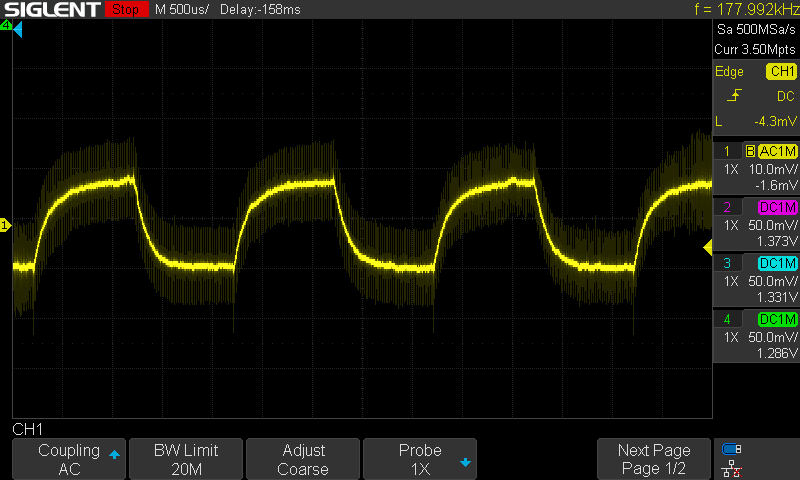 SIGLENT Stop M 500us/ Delay:-158ms f = 177.992kHz
Sa 500MSa/s
Curr 3.50Mpts
4
Edge CH1
DC
L -4.3mV
1 B AC1M
1X 10.0mV/
-1.6mV
2 DC1M
1X 50.0mV/
1.373V
1
3 DC1M
1X 50.0mV/
1.331V
4 DC1M
1X 50.0mV/
1.286V
CH1
Coupling
AC
BW Limit
20M
Adjust
Coarse
Probe
1X
Next Page
Page 1/2